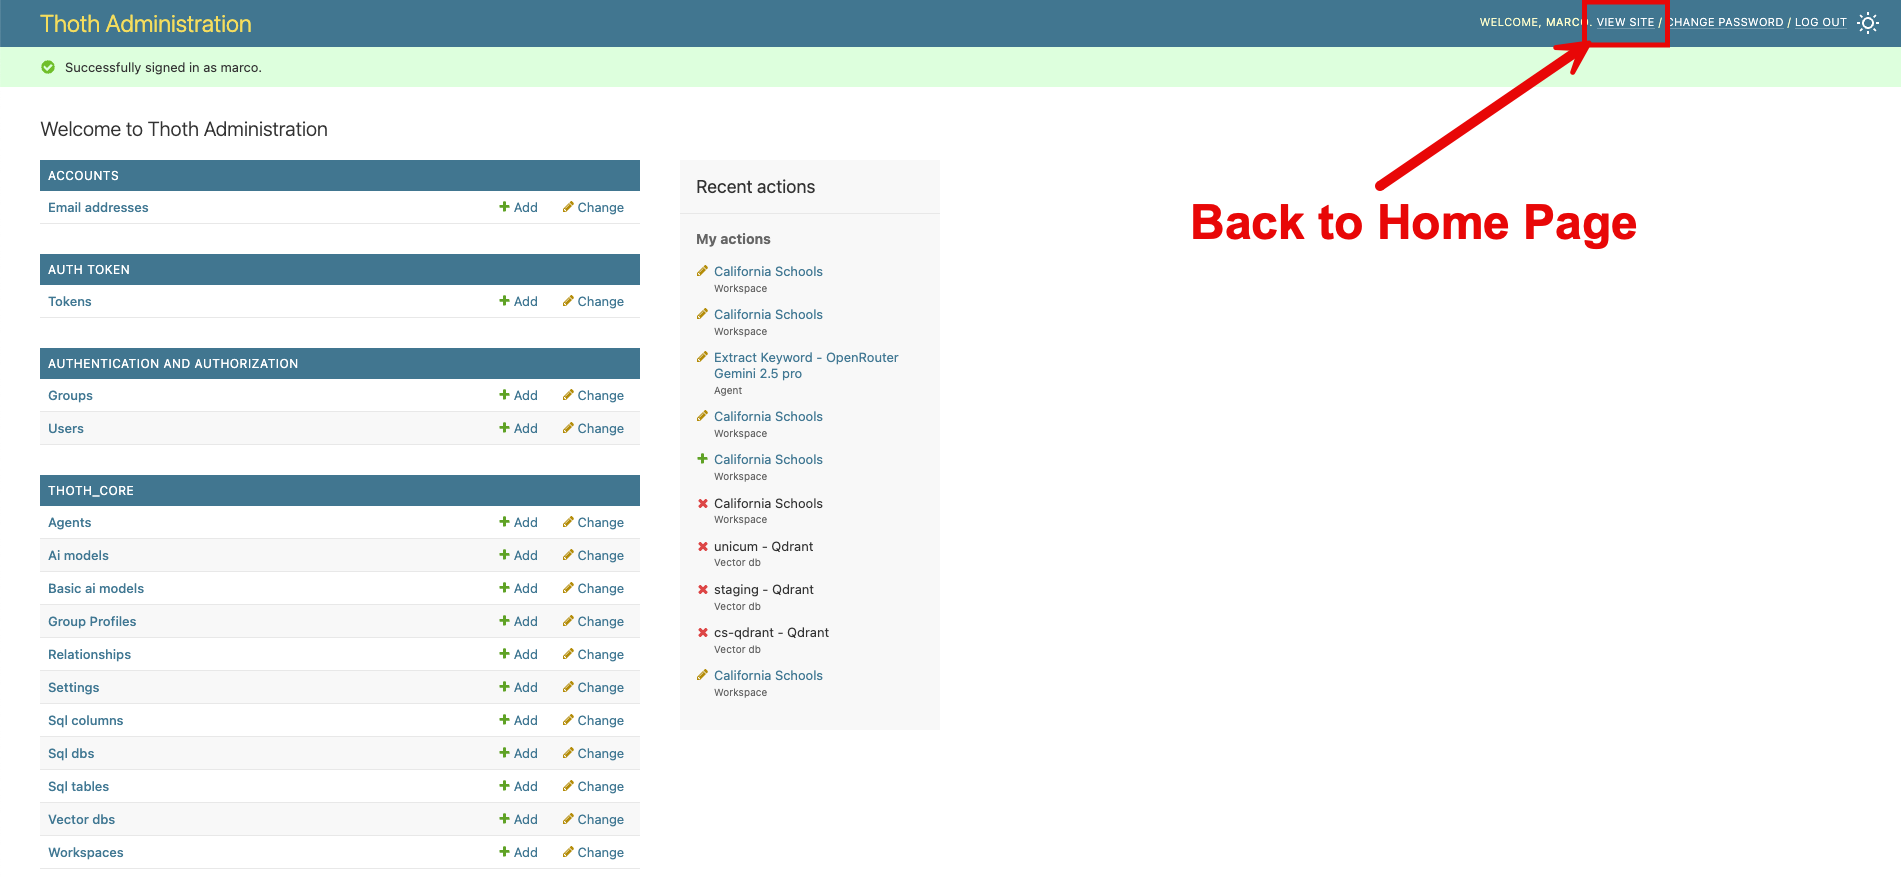 Thoth Administration
WELCOME, MARCO. VIEW SITE / CHANGE PASSWORD / LOG OUT
Successfully signed in as marco.
Welcome to Thoth Administration
ACCOUNTS
Email addresses Add Change
AUTH TOKEN
Tokens Add Change
AUTHENTICATION AND AUTHORIZATION
Groups Add Change
Users Add Change
THOTH_CORE
Agents Add Change
Ai models Add Change
Basic ai models Add Change
Group Profiles Add Change
Relationships Add Change
Settings Add Change
Sql columns Add Change
Sql dbs Add Change
Sql tables Add Change
Vector dbs Add Change
Workspaces Add Change
Recent actions
My actions
California Schools
Workspace
California Schools
Workspace
Extract Keyword - OpenRouter
Gemini 2.5 pro
Agent
California Schools
Workspace
California Schools
Workspace
California Schools
Workspace
unicum - Qdrant
Vector db
staging - Qdrant
Vector db
cs-qdrant - Qdrant
Vector db
California Schools
Workspace
Back to Home Page